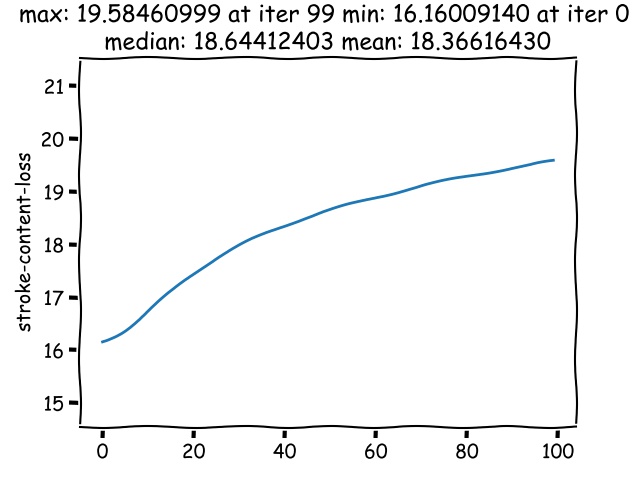 max: 19.58460999 at iter 99 min: 16.16009140 at iter 0
median: 18.64412403 mean: 18.36616430
21
20
19
18
17
16
15
stroke-content-loss
0 20 40 60 80 100